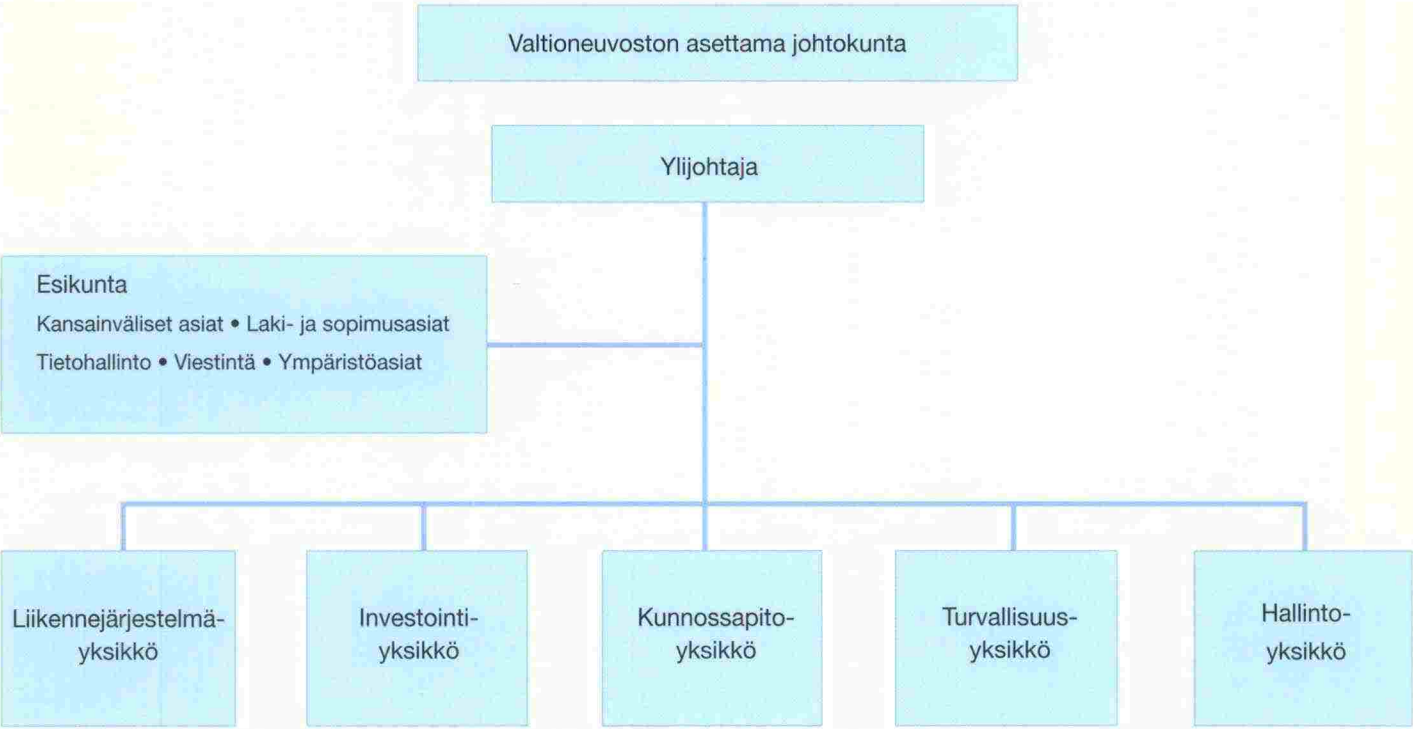 Valtioneuvoston asettama johtokunta
Ylijohtaja
Esikunta
Kansainväliset asiat • Laki- ja sopimusasiat
Tietohallinto • Viestintä • Ympäristöasiat
Liikennejärjestelmä-
yksikkö
Investointi-
yksikkö
Kunnossapito-
yksikkö
Turvallisuus-
yksikkö
Hallinto-
yksikkö